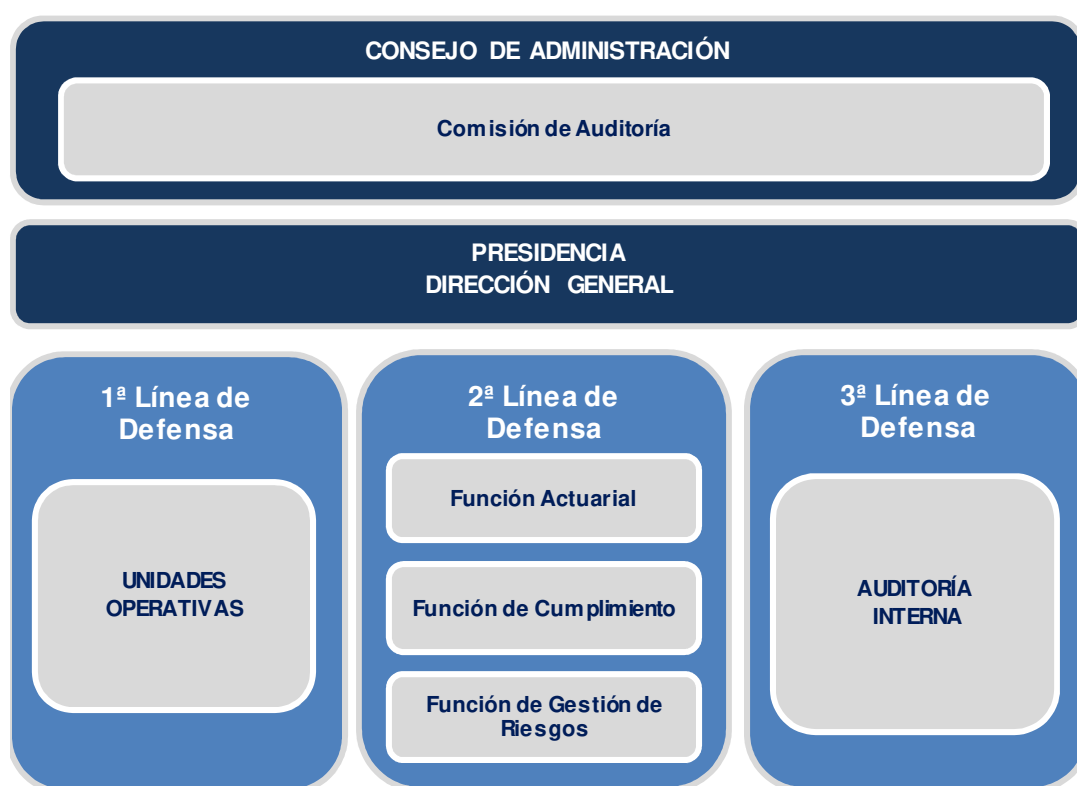 CONSEJO DE ADMINISTRACIÓN
Comisión de Auditoría
PRESIDENCIA
DIRECCIÓN GENERAL
1ª Línea de
Defensa
UNIDADES
OPERATIVAS
2ª Línea de
Defensa
Función Actuarial
Función de Cumplimiento
Función de Gestión de
Riesgos
3ª Línea de
Defensa
AUDITORÍA
INTERNA